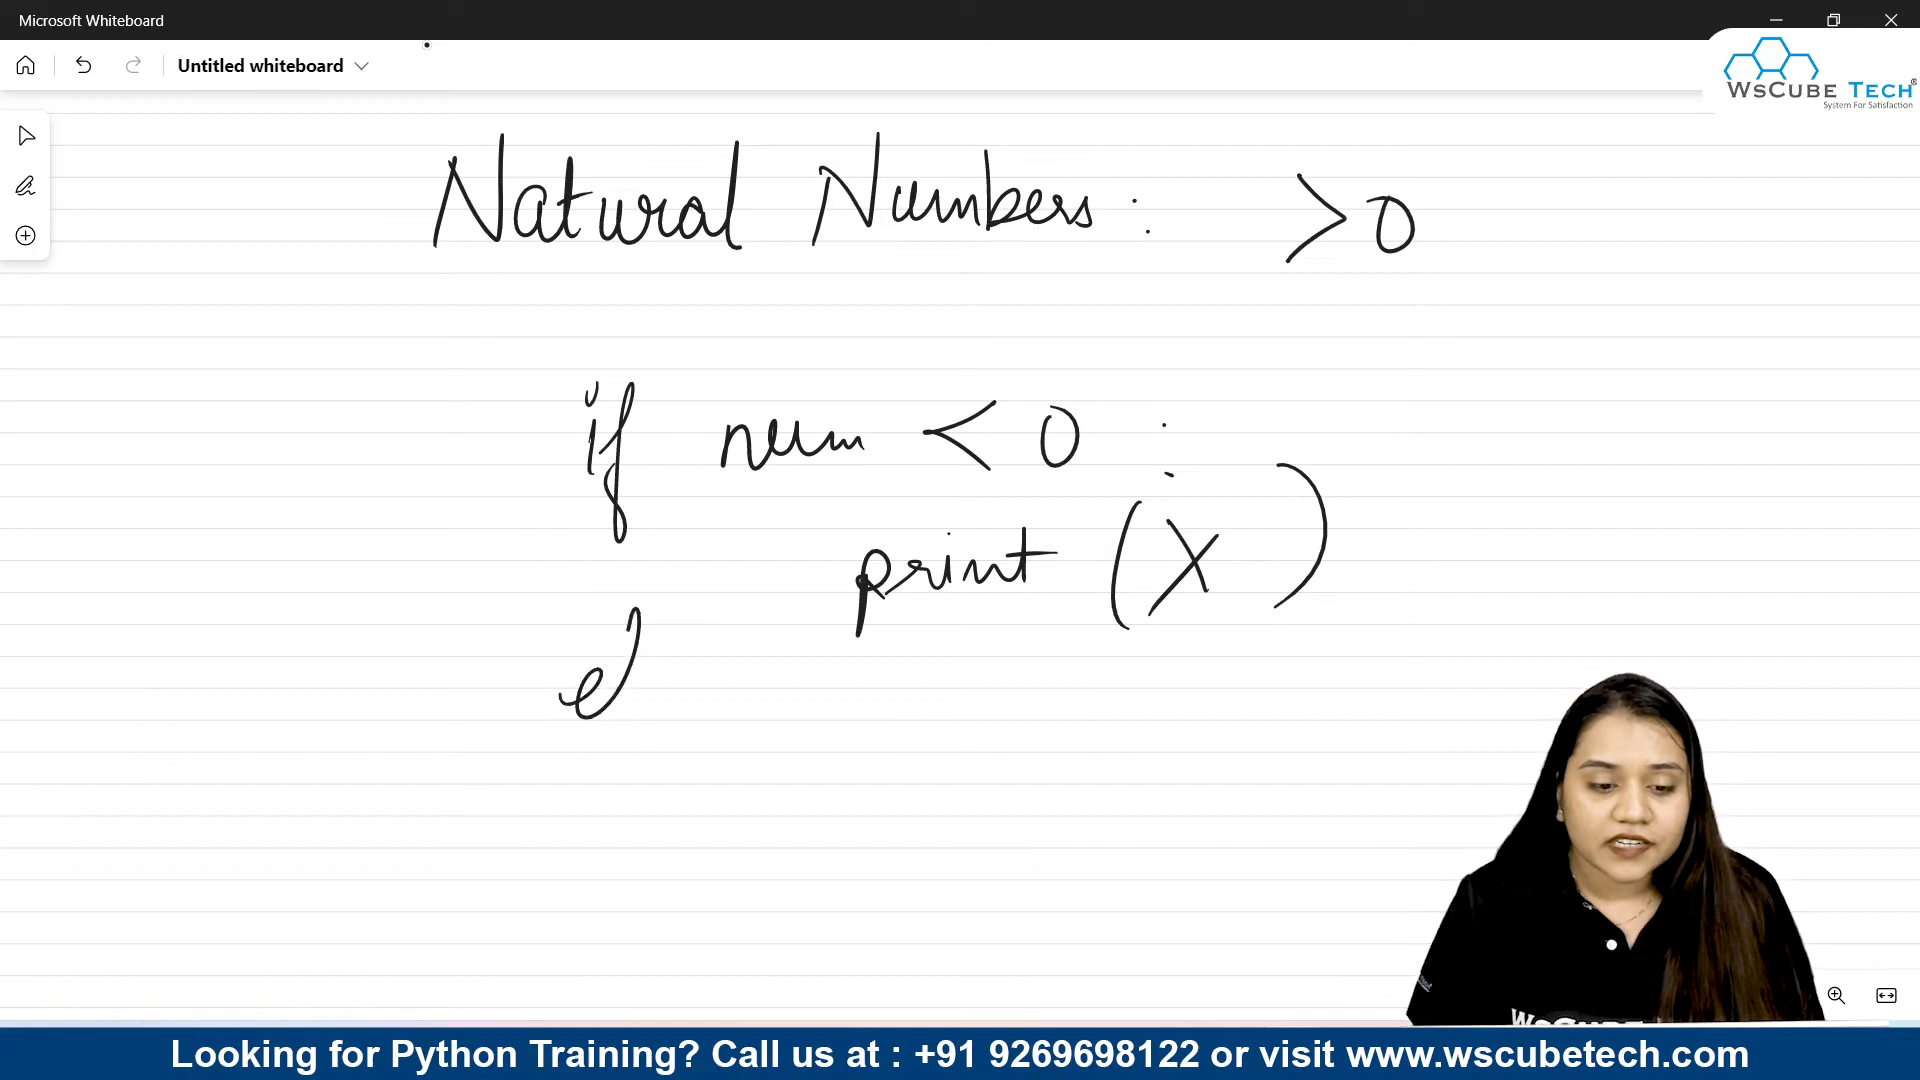 Microsoft Whiteboard
Untitled whiteboard
WsCube Tech®
System For Satisfaction
Natural Numbers : >0
if num < 0 :
print (X )
el
Looking for Python Training? Call us at : +91 9269698122 or visit www.wscubetech.com